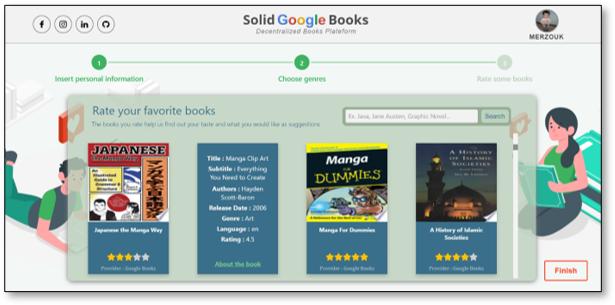 Solid Google Books
Decentralized Books Plateform
MERZOUK
1
2
3
Insert personal information
Choose genres
Rate some books
Rate your favorite books
The books you rate help us find out your taste and what you would like as suggestions
Ex. Java, Jane Austen, Graphic Novel...
Search
JAPANESE
the Manga Way
An Illustrated
Guide to
Grammar &
Structure
Japanese the Manga Way
Provider : Google Books
Title : Manga Clip Art
Subtitle : Everything
You Need to Create
Authors : Hayden
Scott-Baron
Release Date : 2006
Genre : Art
Language : en
Rating : 4.5
About the book
Manga
FOR
DUMMIES
Manga For Dummies
Provider : Google Books
A HISTORY
OF ISLAMIC
SOCIETIES
A History of Islamic
Societies
Provider : Google Books
Finish